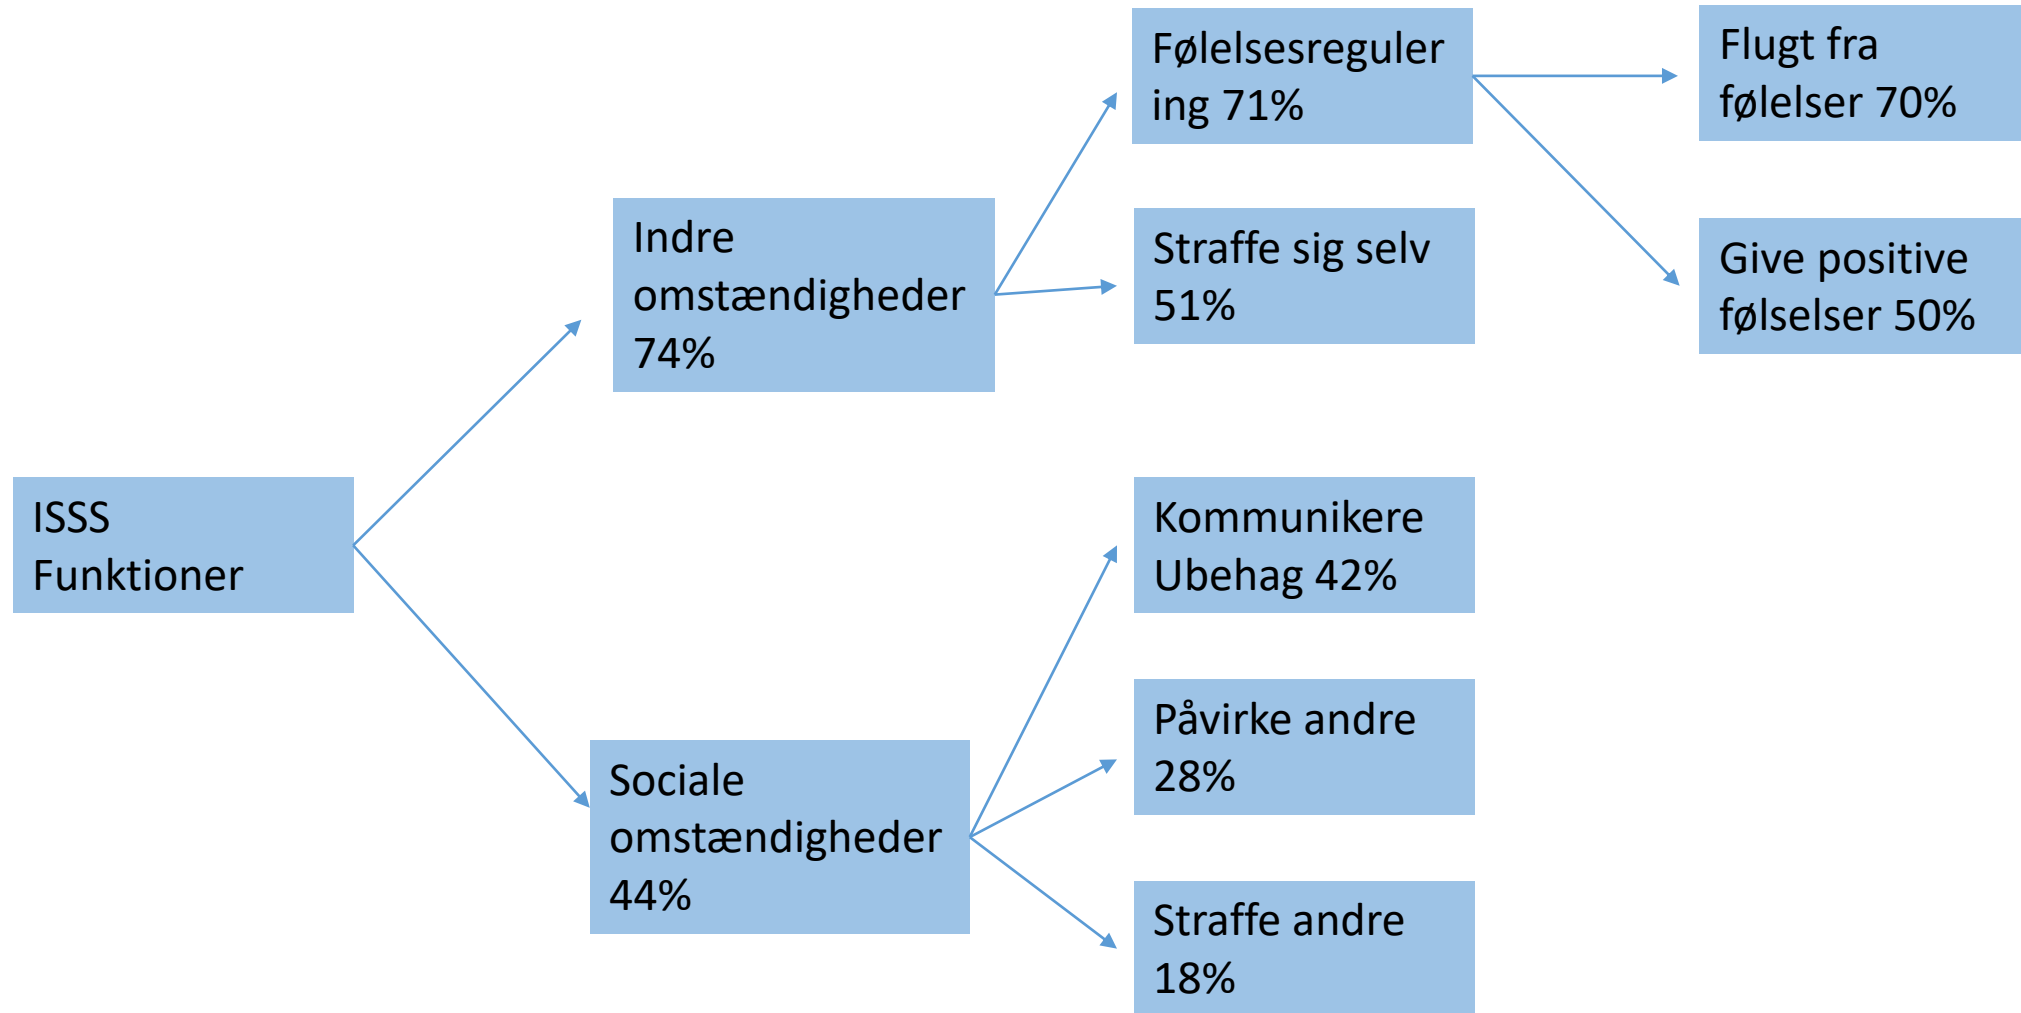 ISSS
Funktioner
Indre
omstændigheder
74%
Sociale
omstændigheder
44%
Følelsesreguler
ing 71%
Straffe sig selv
51%
Kommunikere
Ubehag 42%
Påvirke andre
28%
Straffe andre
18%
Flugt fra
følelser 70%
Give positive
følselser 50%